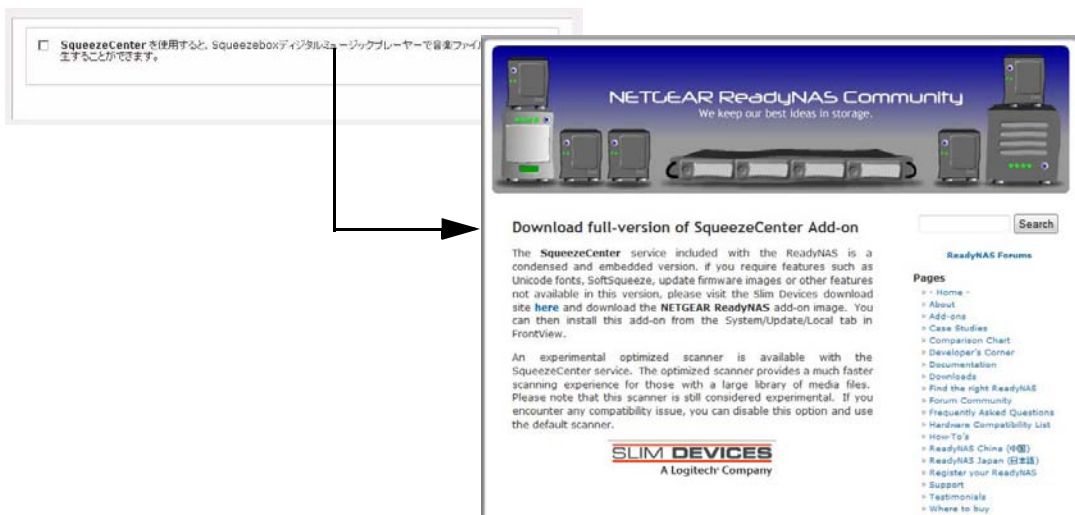 SqueezeCenter を使用すると、Squeezeboxディジタルミュージックプレーヤーで音楽ファイル
生することができます。
NETGEAR ReadyNAS Community
We keep our best ideas in storage.
Download full-version of SqueezeCenter Add-on
The SqueezeCenter service included with the ReadyNAS is a
condensed and embedded version. if you require features such as
Unicode fonts, SoftSqueeze, update firmware images or other features
not available in this version, please visit the Slim Devices download
site here and download the NETGEAR ReadyNAS add-on image. You
can then install this add-on from the System/Update/Local tab in
FrontView.
An experimental optimized scanner is available with the
SqueezeCenter service. The optimized scanner provides a much faster
scanning experience for those with a large library of media files.
Please note that this scanner is still considered experimental. If you
encounter any compatibility issue, you can disable this option and use
the default scanner.
SLIM DEVICES
A Logitech® Company
Search
ReadyNAS Forums
Pages
» - Home -
» About
» Add-ons
» Case Studies
» Comparison Chart
» Developer's Corner
» Documentation
» Downloads
» Find the right ReadyNAS
» Forum Community
» Frequently Asked Questions
» Hardware Compatibility List
» How-To's
» ReadyNAS China (中国)
» ReadyNAS Japan (日本語)
» Register your ReadyNAS
» Support
» Testimonials
» Where to buy